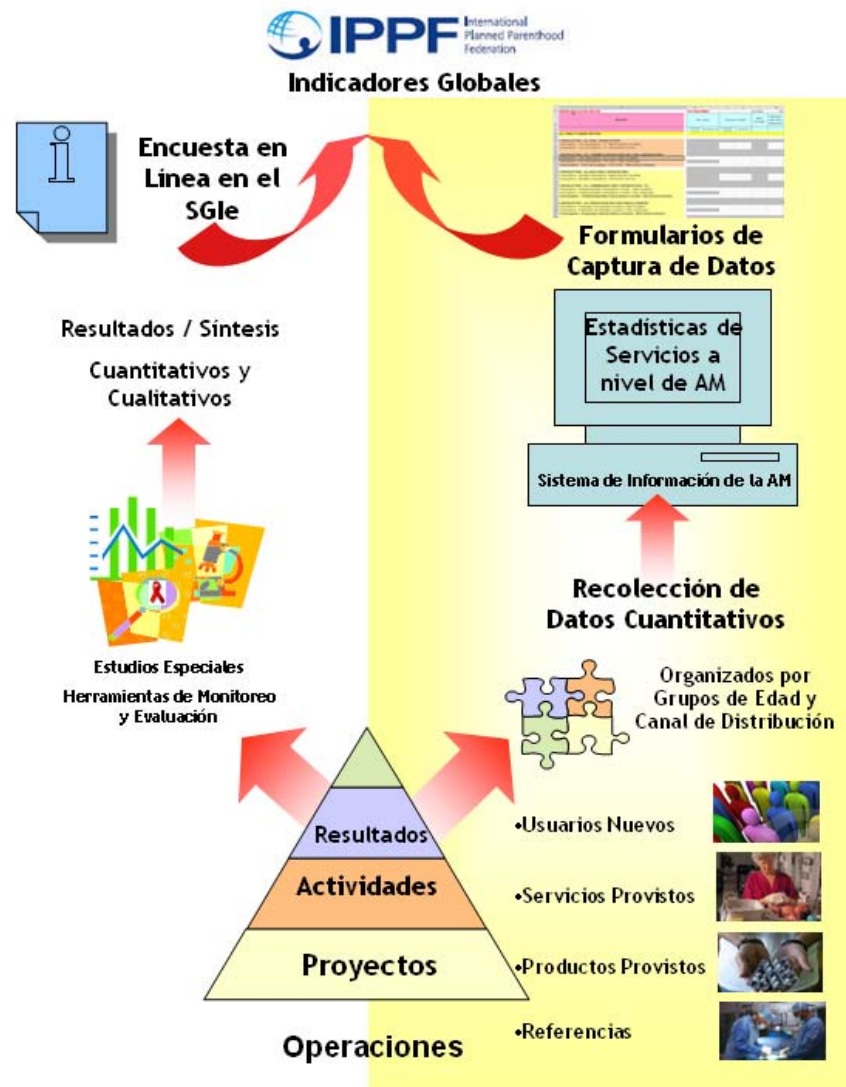 IPPF
International
Planned Parenthood
Federation
Indicadores Globales
Encuesta en
Línea en el
SGIe
Formularios de
Captura de Datos
Resultados / Síntesis
Cuantitativos y
Cualitativos
Estadísticas de
Servicios a
nivel de AM
Sistema de Información de la AM
Estudios Especiales
Herramientas de Monitoreo
y Evaluación
Recolección de
Datos Cuantitativos
Organizados por
Grupos de Edad y
Canal de Distribución
Resultados
Actividades
Proyectos
•Usuarios Nuevos
•Servicios Provistos
•Productos Provistos
•Referencias
Operaciones